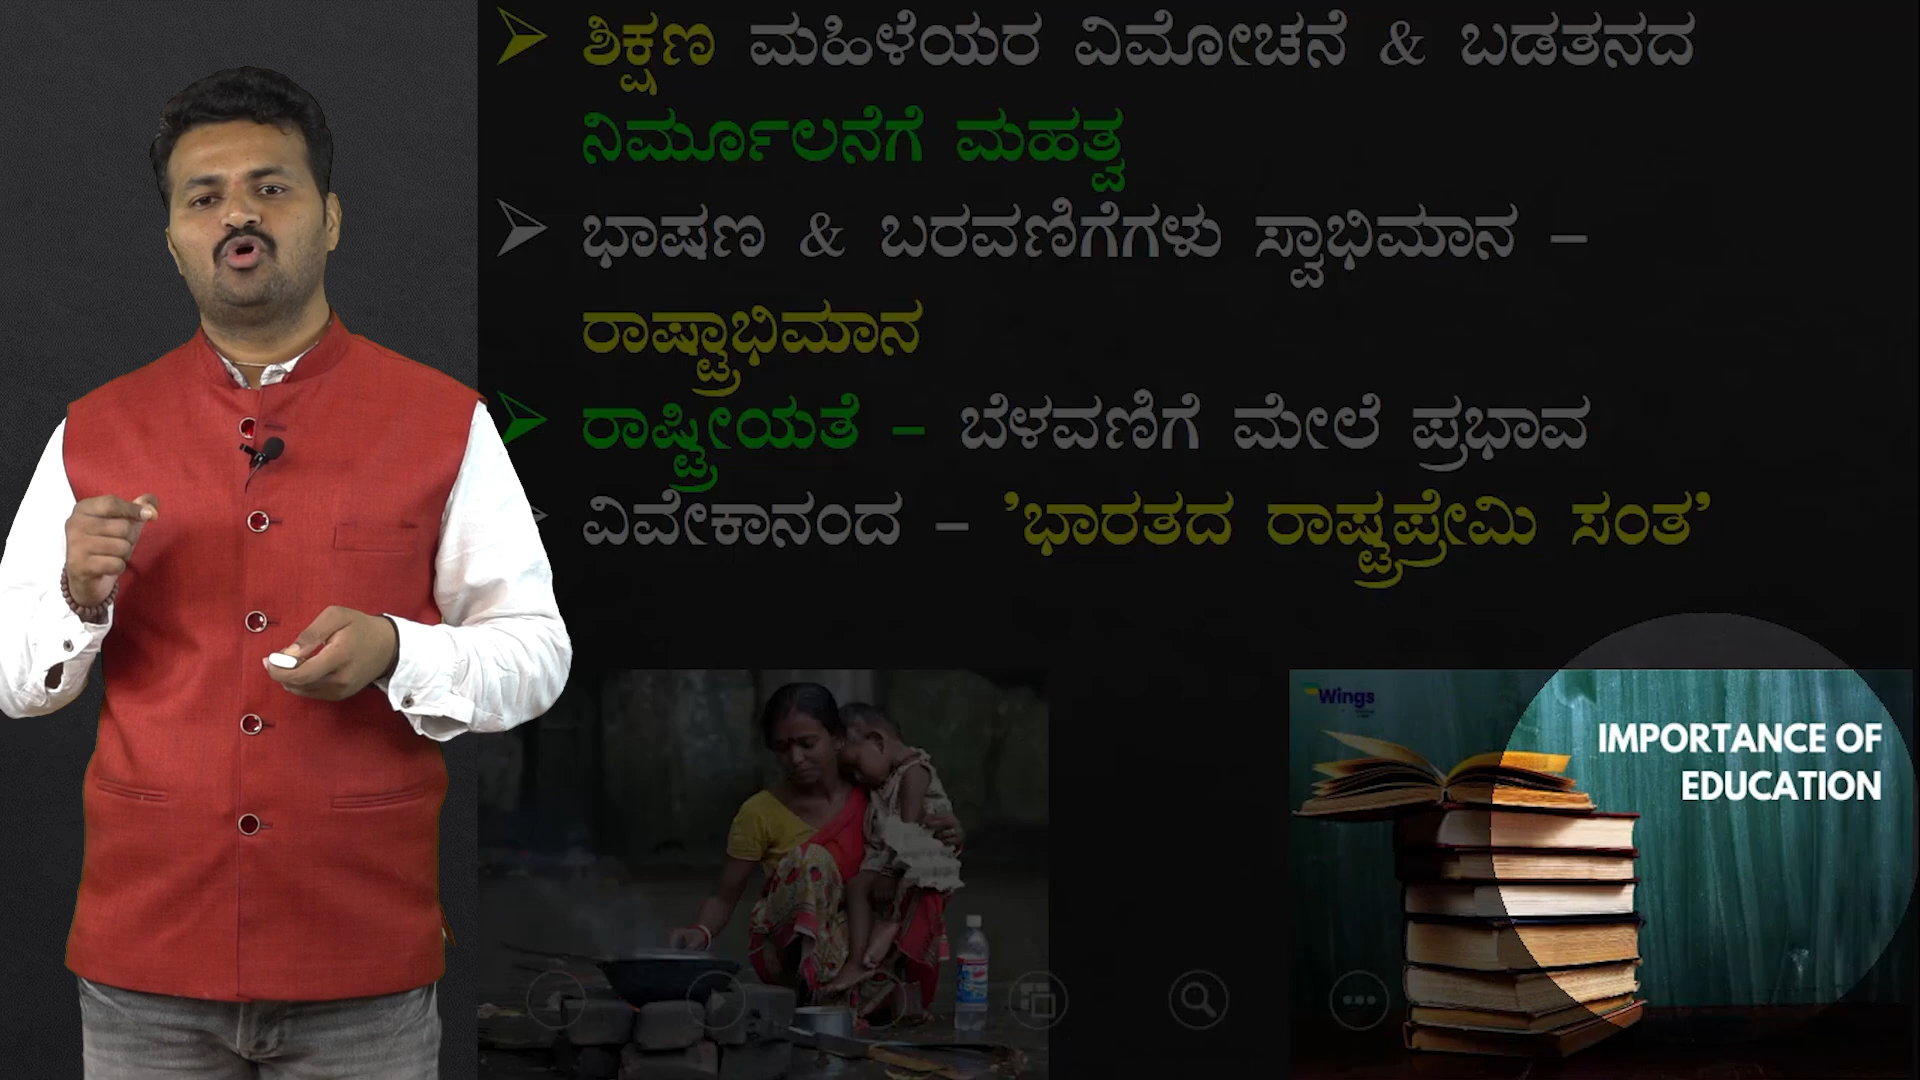 ಶಿಕ್ಷಣ ಮಹಿಳೆಯರ ವಿಮೋಚನೆ & ಬಡತನದ
ನಿರ್ಮೂಲನೆಗೆ ಮಹತ್ವ
ಭಾಷಣ & ಬರವಣಿಗೆಗಳು ಸ್ವಾಭಿಮಾನ –
ರಾಷ್ಟ್ರಾಭಿಮಾನ
ರಾಷ್ಟ್ರೀಯತೆ – ಬೆಳವಣಿಗೆ ಮೇಲೆ ಪ್ರಭಾವ
ವಿವೇಕಾನಂದ – ’ಭಾರತದ ರಾಷ್ಟ್ರಪ್ರೇಮಿ ಸಂತ’
Wings
IMPORTANCE OF
EDUCATION